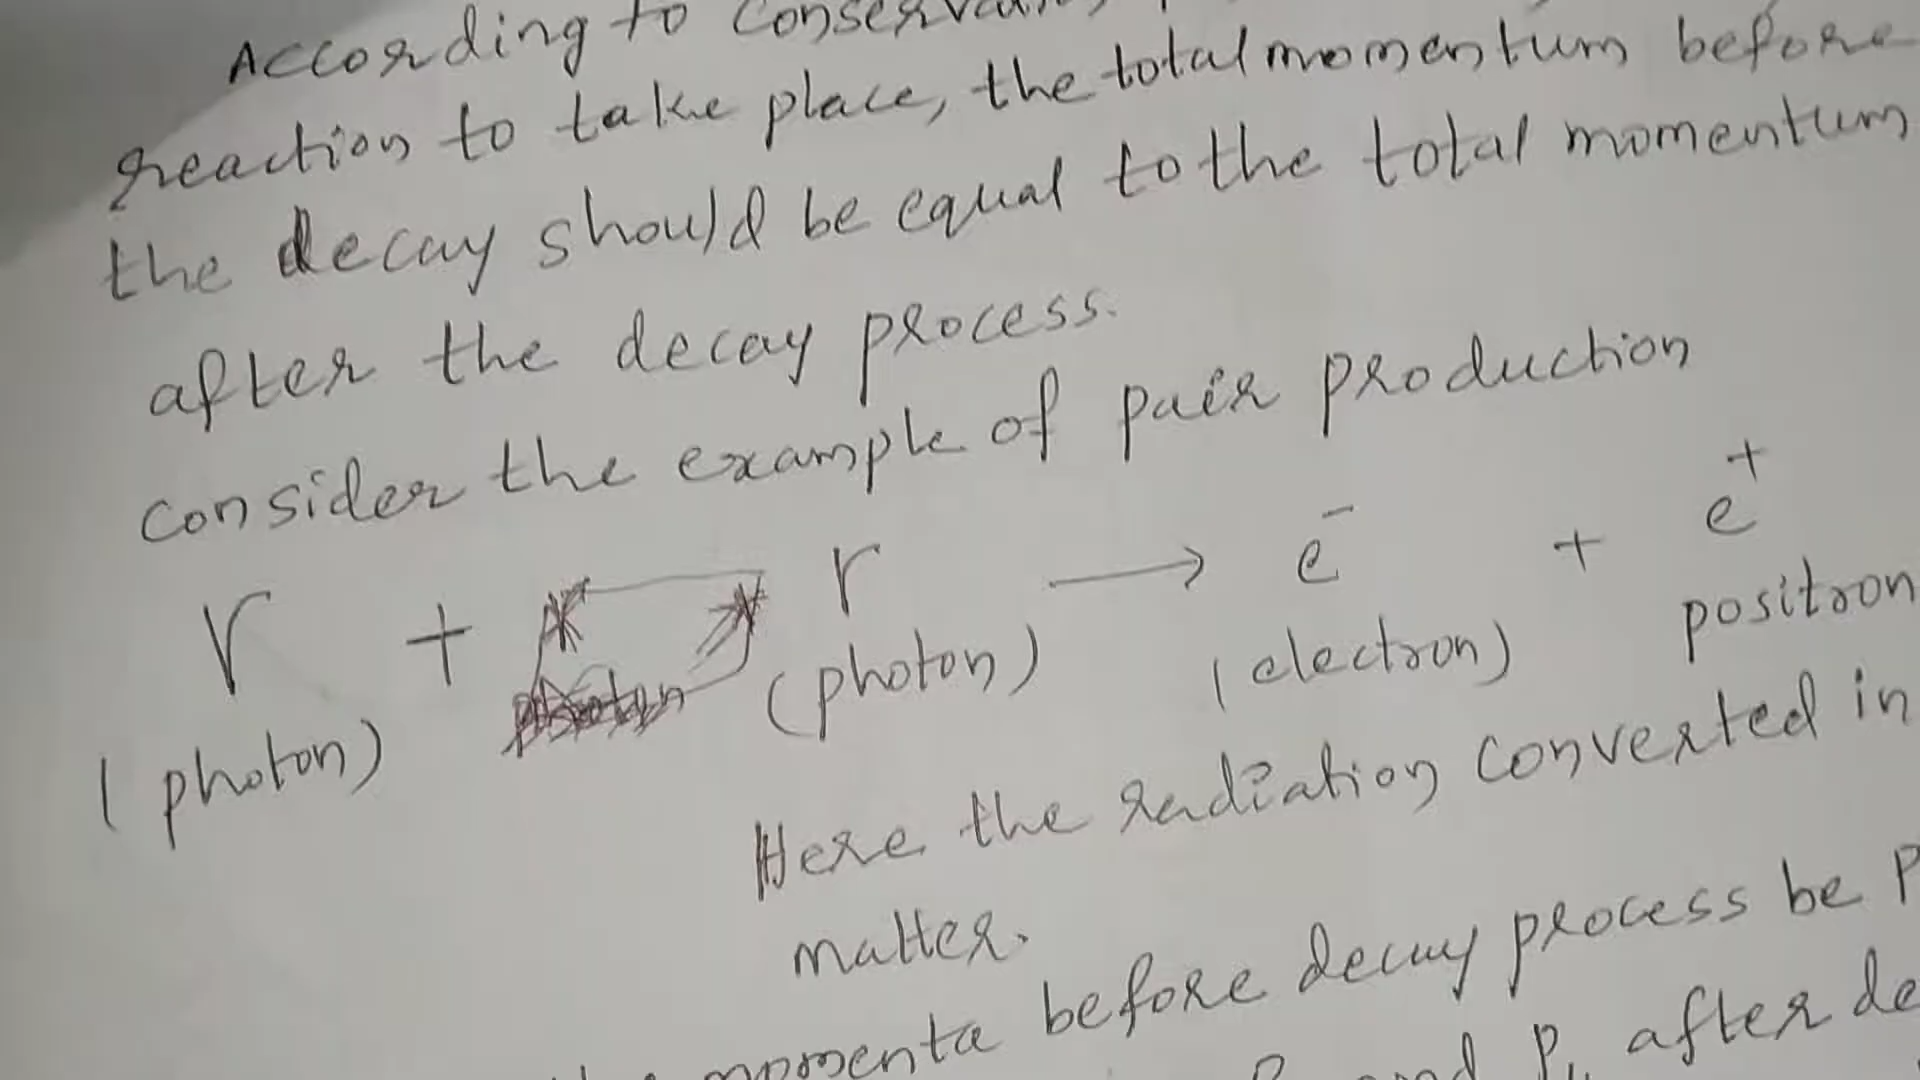 According to
reaction to take place, the total momentum before
the decay should be equal to the total momentum
after the decay process.
consider the example of pair production
γ + γ → e⁻ + e⁺
(photon) (photon) (electron) positron
Here the radiation converted in
matter.
momenta before decay process be P
and P after de